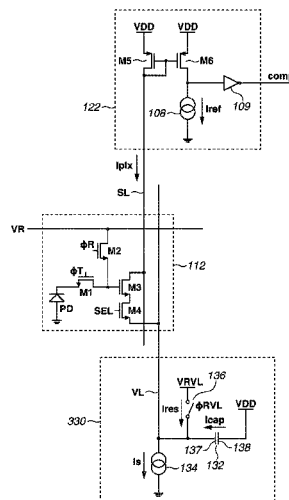 VDD VDD
M5 M6
comp
108 Iref 109
122
Ipix
SL
VR
φR M2
112
φT
M1 M3
PD SEL M4
VL VRVL 136
330 Ires φRVL VDD
Icap
137 138
Is 134 132